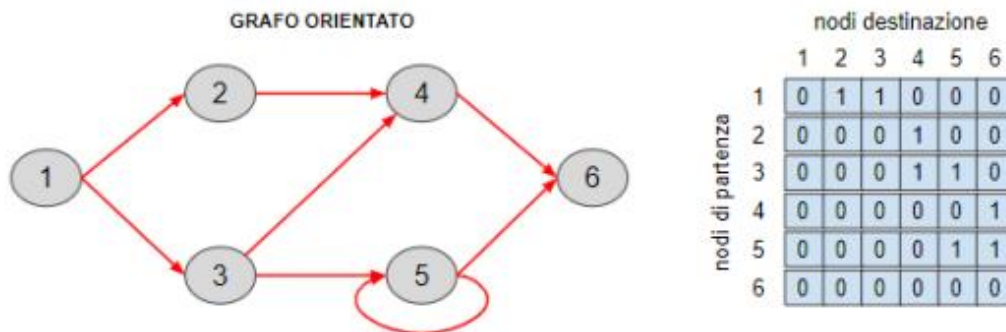 GRAFO ORIENTATO
1
2
3
4
5
6
nodi destinazione
1 2 3 4 5 6
nodi di partenza
1 0 1 1 0 0 0
2 0 0 0 1 0 0
3 0 0 0 1 1 0
4 0 0 0 0 0 1
5 0 0 0 0 1 1
6 0 0 0 0 0 0